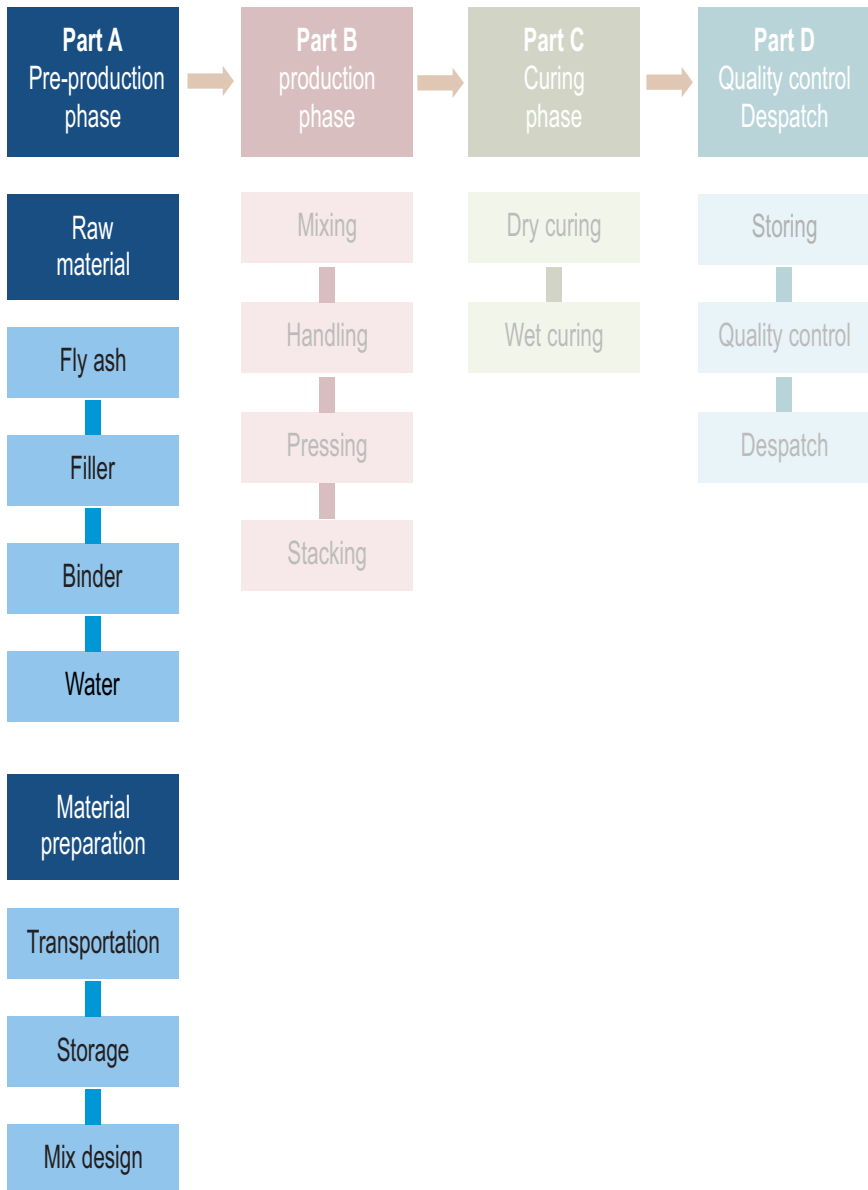 Part A
Pre-production
phase
Part B
production
phase
Part C
Curing
phase
Part D
Quality control
Despatch
Raw
material
Fly ash
Filler
Binder
Water
Material
preparation
Transportation
Storage
Mix design
Mixing
Handling
Pressing
Stacking
Dry curing
Wet curing
Storing
Quality control
Despatch